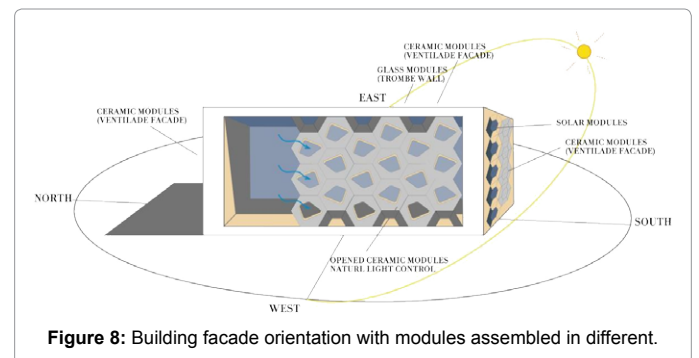 CERAMIC MODULES
(VENTILADE FACADE)
GLASS MODULES
(TROMBE WALL)
EAST
CERAMIC MODULES
(VENTILADE FACADE)
SOLAR MODULES
CERAMIC MODULES
(VENTILADE FACADE)
NORTH
SOUTH
OPENED CERAMIC MODULES
NATURL LIGHT CONTROL
WEST
Figure 8: Building facade orientation with modules assembled in different.